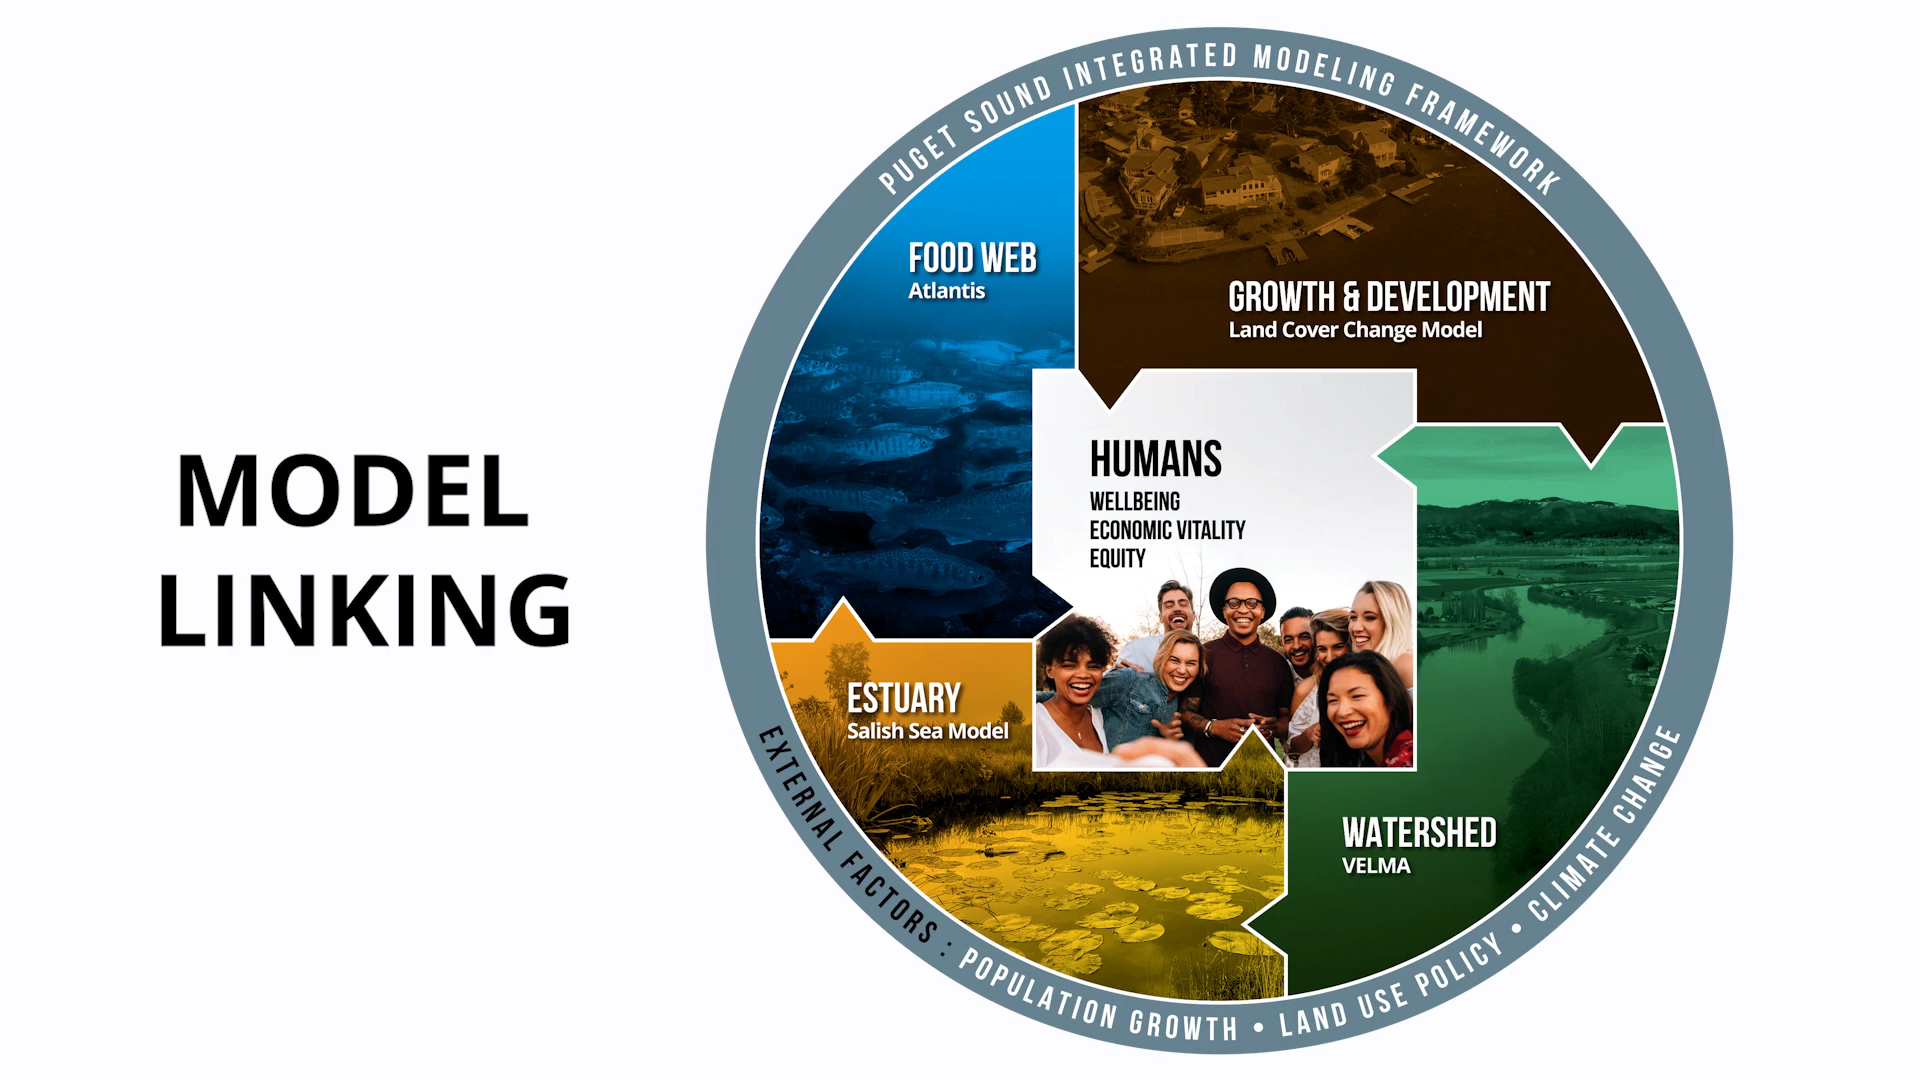 MODEL
LINKING
PUGET SOUND INTEGRATED MODELING FRAMEWORK
FOOD WEB
Atlantis
GROWTH & DEVELOPMENT
Land Cover Change Model
HUMANS
WELLBEING
ECONOMIC VITALITY
EQUITY
ESTUARY
Salish Sea Model
WATERSHED
VELMA
EXTERNAL FACTORS : POPULATION GROWTH • LAND USE POLICY • CLIMATE CHANGE